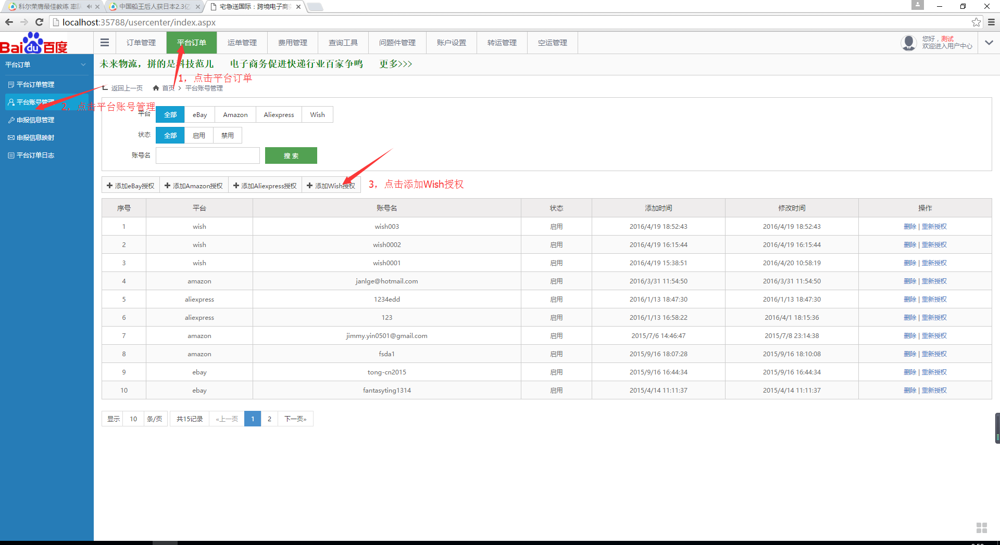 科尔荣膺最佳教练 率队
中国船王后人获日本2.3亿
宅急送国际：跨境电子商
localhost:35788/usercenter/index.aspx
Bai du 百度
订单管理
平台订单
运单管理
费用管理
查询工具
问题件管理
账户设置
转运管理
空运管理
您好，测试
欢迎进入用户中心
平台订单
平台订单管理
平台账号管理
申报信息管理
申报信息映射
平台订单日志
未来物流，拼的是科技范儿 电子商务促进快递行业百家争鸣 更多>>>
1，点击平台订单
返回上一页 首页 > 平台账号管理
2，点击平台账号管理
平台 全部 eBay Amazon Aliexpress Wish
状态 全部 启用 禁用
账号名 搜 索
添加eBay授权 添加Amazon授权 添加Aliexpress授权 添加Wish授权
3，点击添加Wish授权
序号 平台 账号名 状态 添加时间 修改时间 操作
1 wish wish003 启用 2016/4/19 18:52:43 2016/4/19 18:52:43 删除 | 重新授权
2 wish wish0002 启用 2016/4/19 16:15:44 2016/4/19 16:15:44 删除 | 重新授权
3 wish wish0001 启用 2016/4/19 15:38:51 2016/4/20 10:58:19 删除 | 重新授权
4 amazon janlge@hotmail.com 启用 2016/3/31 11:54:50 2016/3/31 11:54:50 删除 | 重新授权
5 aliexpress 1234edd 启用 2016/1/13 18:47:30 2016/1/13 18:47:30 删除 | 重新授权
6 aliexpress 123 启用 2016/1/13 16:58:22 2016/4/1 18:15:36 删除 | 重新授权
7 amazon jimmy.yin0501@gmail.com 启用 2015/7/6 14:46:47 2015/7/8 23:14:38 删除 | 重新授权
8 amazon fsda1 启用 2015/9/16 18:07:28 2015/9/16 18:10:08 删除 | 重新授权
9 ebay tong-cn2015 启用 2015/9/16 16:44:34 2015/9/16 16:44:34 删除 | 重新授权
10 ebay fantasyting1314 启用 2015/4/14 11:11:37 2015/4/14 11:11:37 删除 | 重新授权
显示 10 条/页 共15记录 «上一页 1 2 下一页»